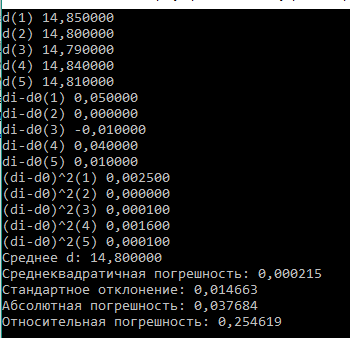 d(1) 14,850000
d(2) 14,800000
d(3) 14,790000
d(4) 14,840000
d(5) 14,810000
di-d0(1) 0,050000
di-d0(2) 0,000000
di-d0(3) -0,010000
di-d0(4) 0,040000
di-d0(5) 0,010000
(di-d0)^2(1) 0,002500
(di-d0)^2(2) 0,000000
(di-d0)^2(3) 0,000100
(di-d0)^2(4) 0,001600
(di-d0)^2(5) 0,000100
Среднее d: 14,800000
Среднеквадратичная погрешность: 0,000215
Стандартное отклонение: 0,014663
Абсолютная погрешность: 0,037684
Относительная погрешность: 0,254619